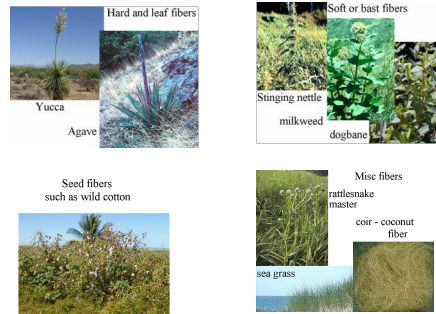 Hard and leaf fibers
Yucca
Agave
Soft or bast fibers
Stinging nettle
milkweed
dogbane
Seed fibers
such as wild cotton
Misc fibers
rattlesnake
master
coir - coconut
fiber
sea grass